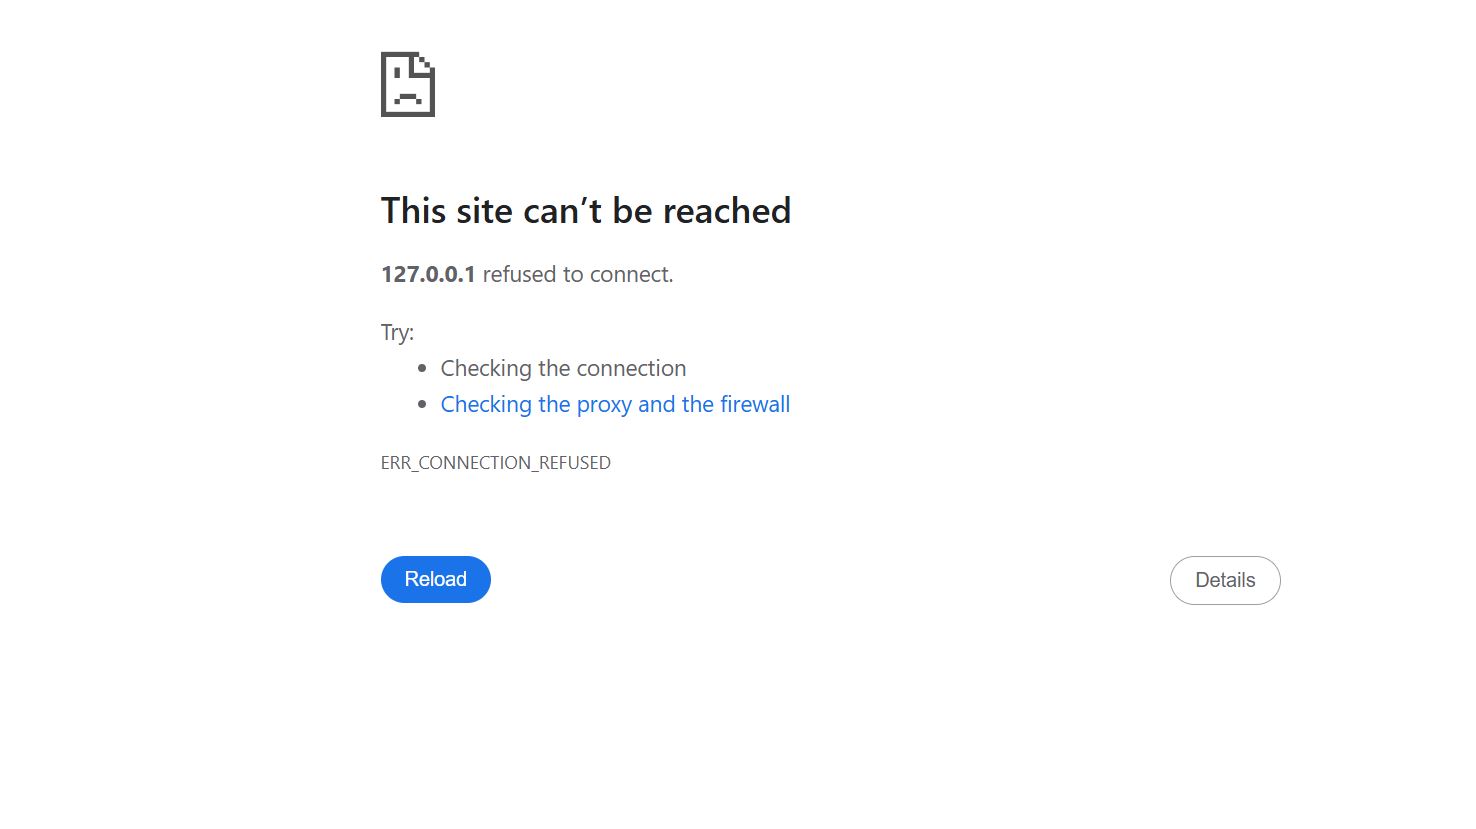 This site can’t be reached
127.0.0.1 refused to connect.
Try:
• Checking the connection
• Checking the proxy and the firewall
ERR_CONNECTION_REFUSED
Reload
Details